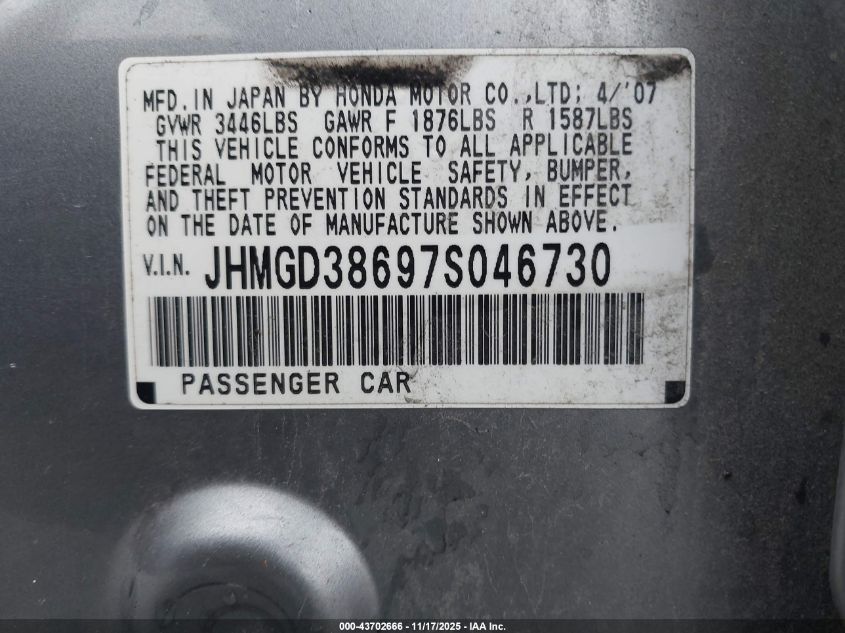 MFD. IN JAPAN BY HONDA MOTOR CO., LTD; 4/'07
GVWR 3446LBS GAWR F 1876LBS R 1587LBS
THIS VEHICLE CONFORMS TO ALL APPLICABLE
FEDERAL MOTOR VEHICLE SAFETY, BUMPER,
AND THEFT PREVENTION STANDARDS IN EFFECT
ON THE DATE OF MANUFACTURE SHOWN ABOVE.
V.I.N. JHMGD38697S046730
PASSENGER CAR
000-43702666 - 11/17/2025 - IAA Inc.